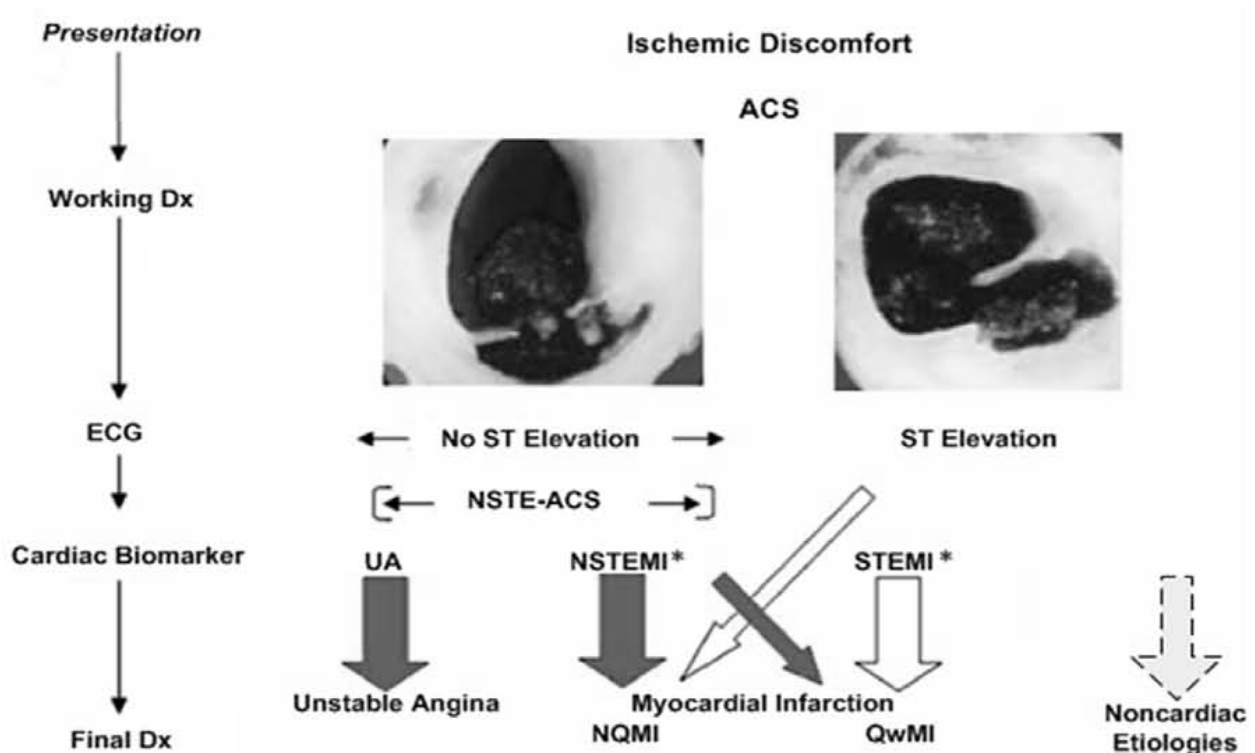 Presentation
Ischemic Discomfort
ACS
Working Dx
ECG
No ST Elevation
ST Elevation
NSTE-ACS
Cardiac Biomarker
UA
NSTEMI*
STEMI*
Unstable Angina
Myocardial Infarction
NQMI
QwMI
Noncardiac
Etiologies
Final Dx